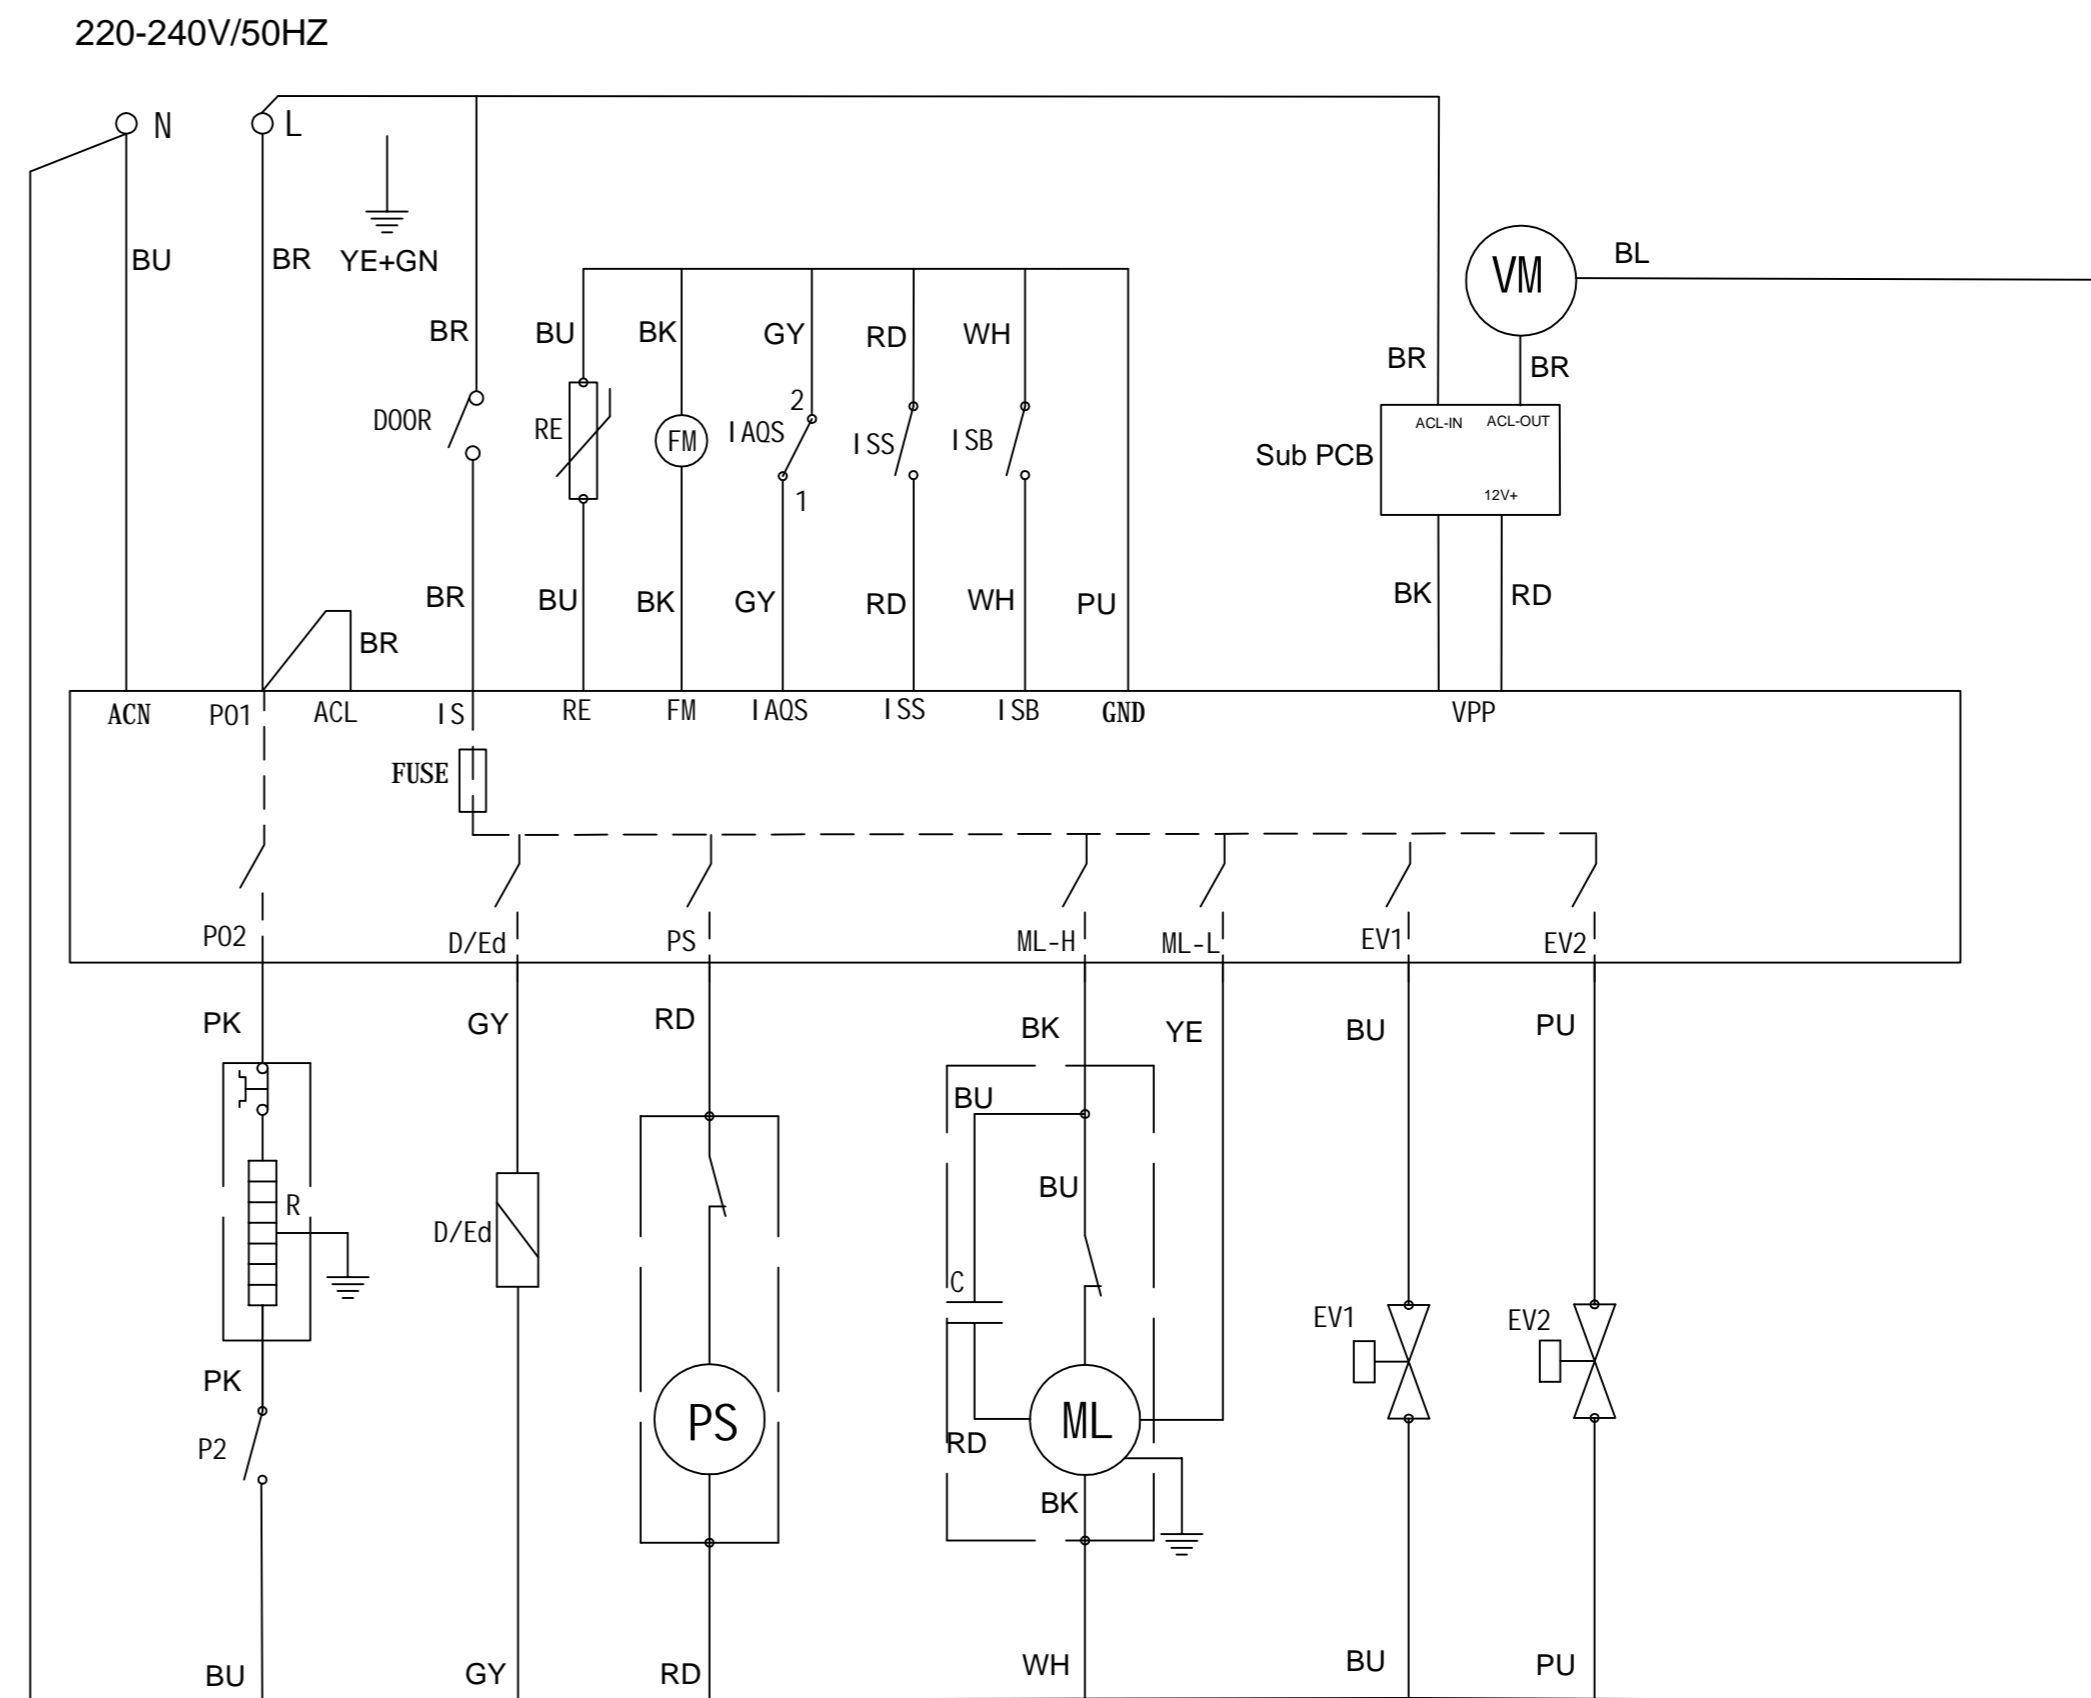 220-240V/50HZ
N L
BU BR YE+GN BL
VM
BR BU BK GY RD WH
BR BR
DOOR RE FM IAQS 2 1 ISS ISB
ACL-IN ACL-OUT
Sub PCB
12V+
BR BU BK GY RD WH PU BK RD
BR
ACN PO1 ACL IS RE FM IAQS ISS ISB GND VPP
FUSE
PO2 D/Ed PS ML-H ML-L EV1 EV2
PK GY RD BK YE BU PU
BU
BU
R
D/Ed
C
EV1 EV2
PK
PS ML
P2 RD
BK
BU GY RD WH BU PU